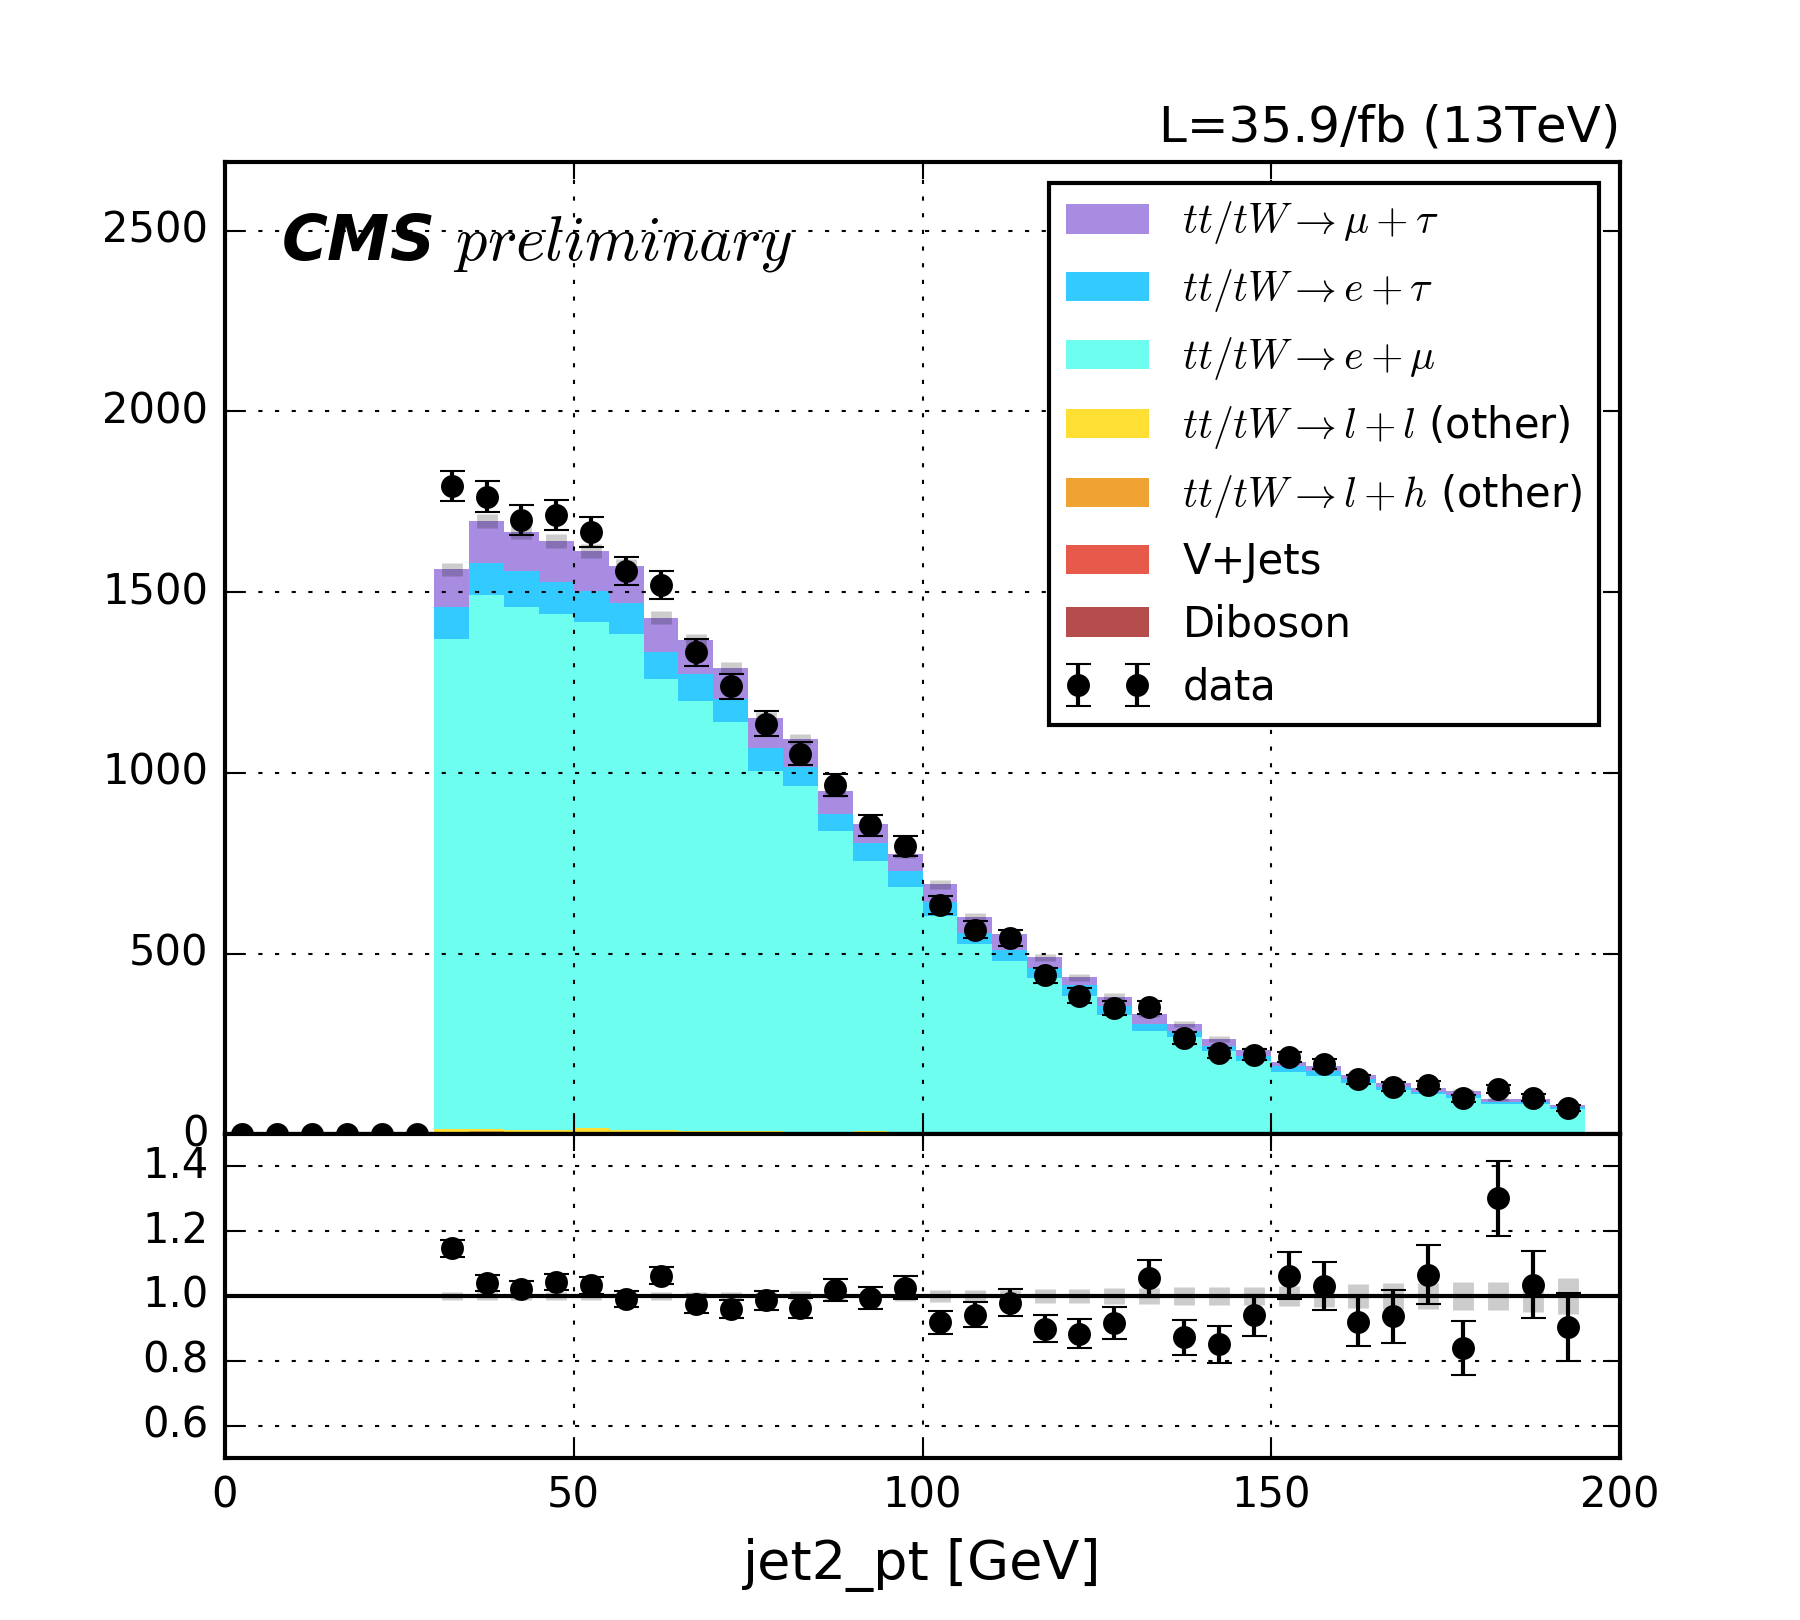 L=35.9/fb (13TeV)
CMS preliminary
2500
2000
1500
1000
500
0
tt/tW → μ + τ
tt/tW → e + τ
tt/tW → e + μ
tt/tW → l + l (other)
tt/tW → l + h (other)
V+Jets
Diboson
data
1.4
1.2
1.0
0.8
0.6
0 50 100 150 200
jet2_pt [GeV]